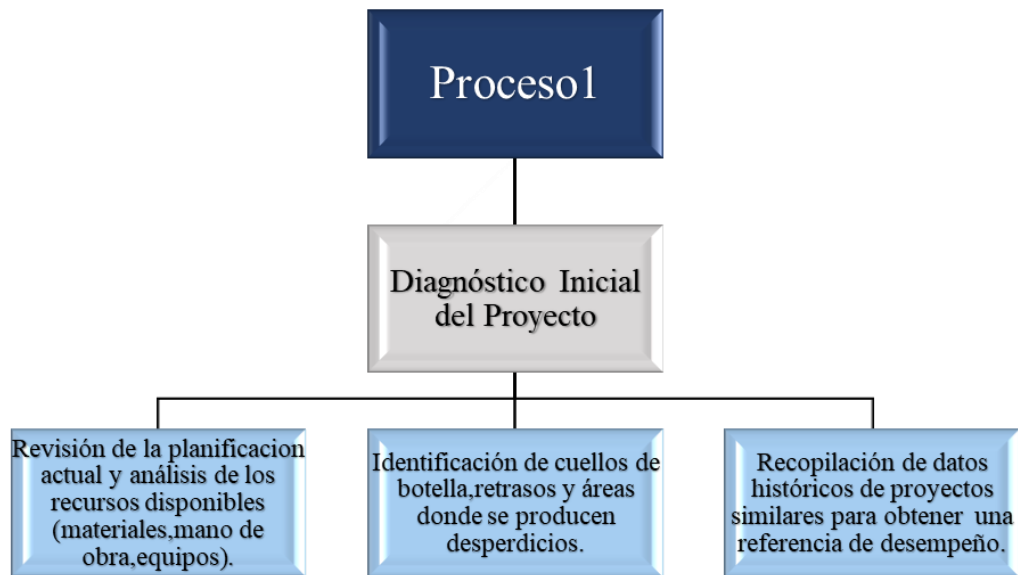 Proceso1
Diagnóstico Inicial
del Proyecto
Revisión de la planificacion
actual y análisis de los
recursos disponibles
(materiales,mano de
obra,equipos).
Identificación de cuellos de
botella,retrasos y áreas
donde se producen
desperdicios.
Recopilación de datos
históricos de proyectos
similares para obtener una
referencia de desempeño.